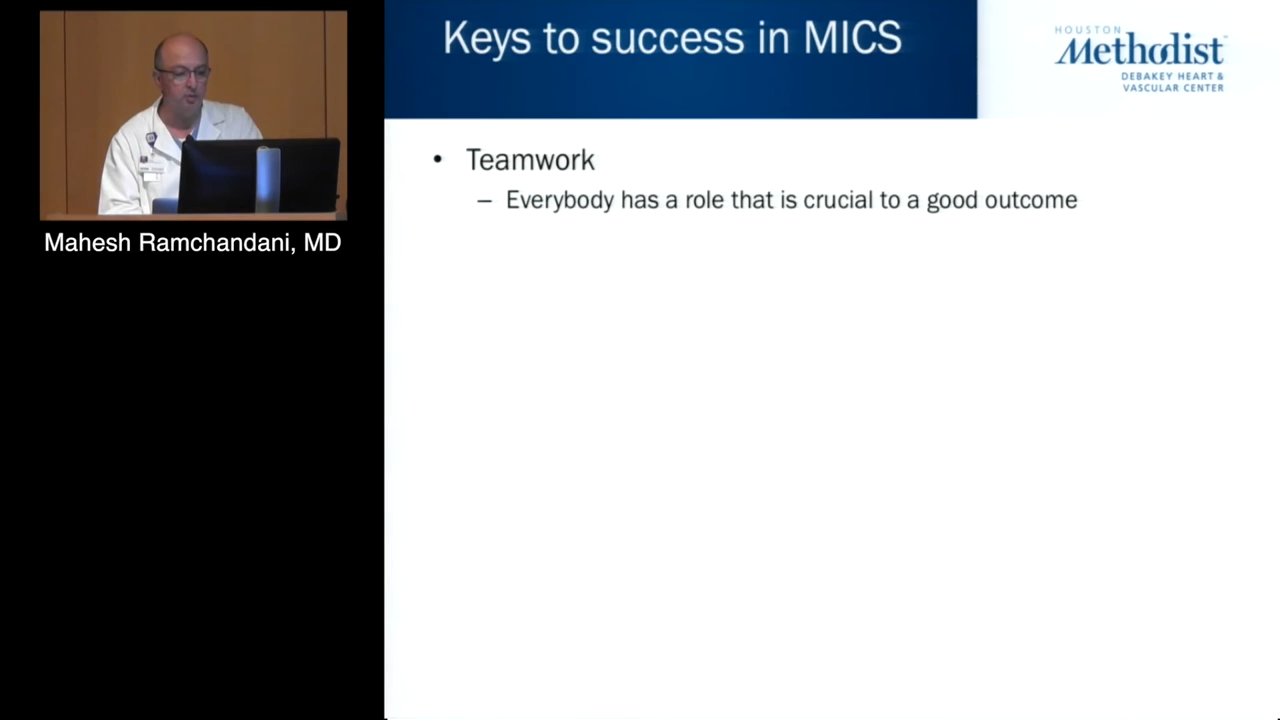 Keys to success in MICS
HOUSTON
Methodist
DEBAKEY HEART &
VASCULAR CENTER
• Teamwork
– Everybody has a role that is crucial to a good outcome
Mahesh Ramchandani, MD